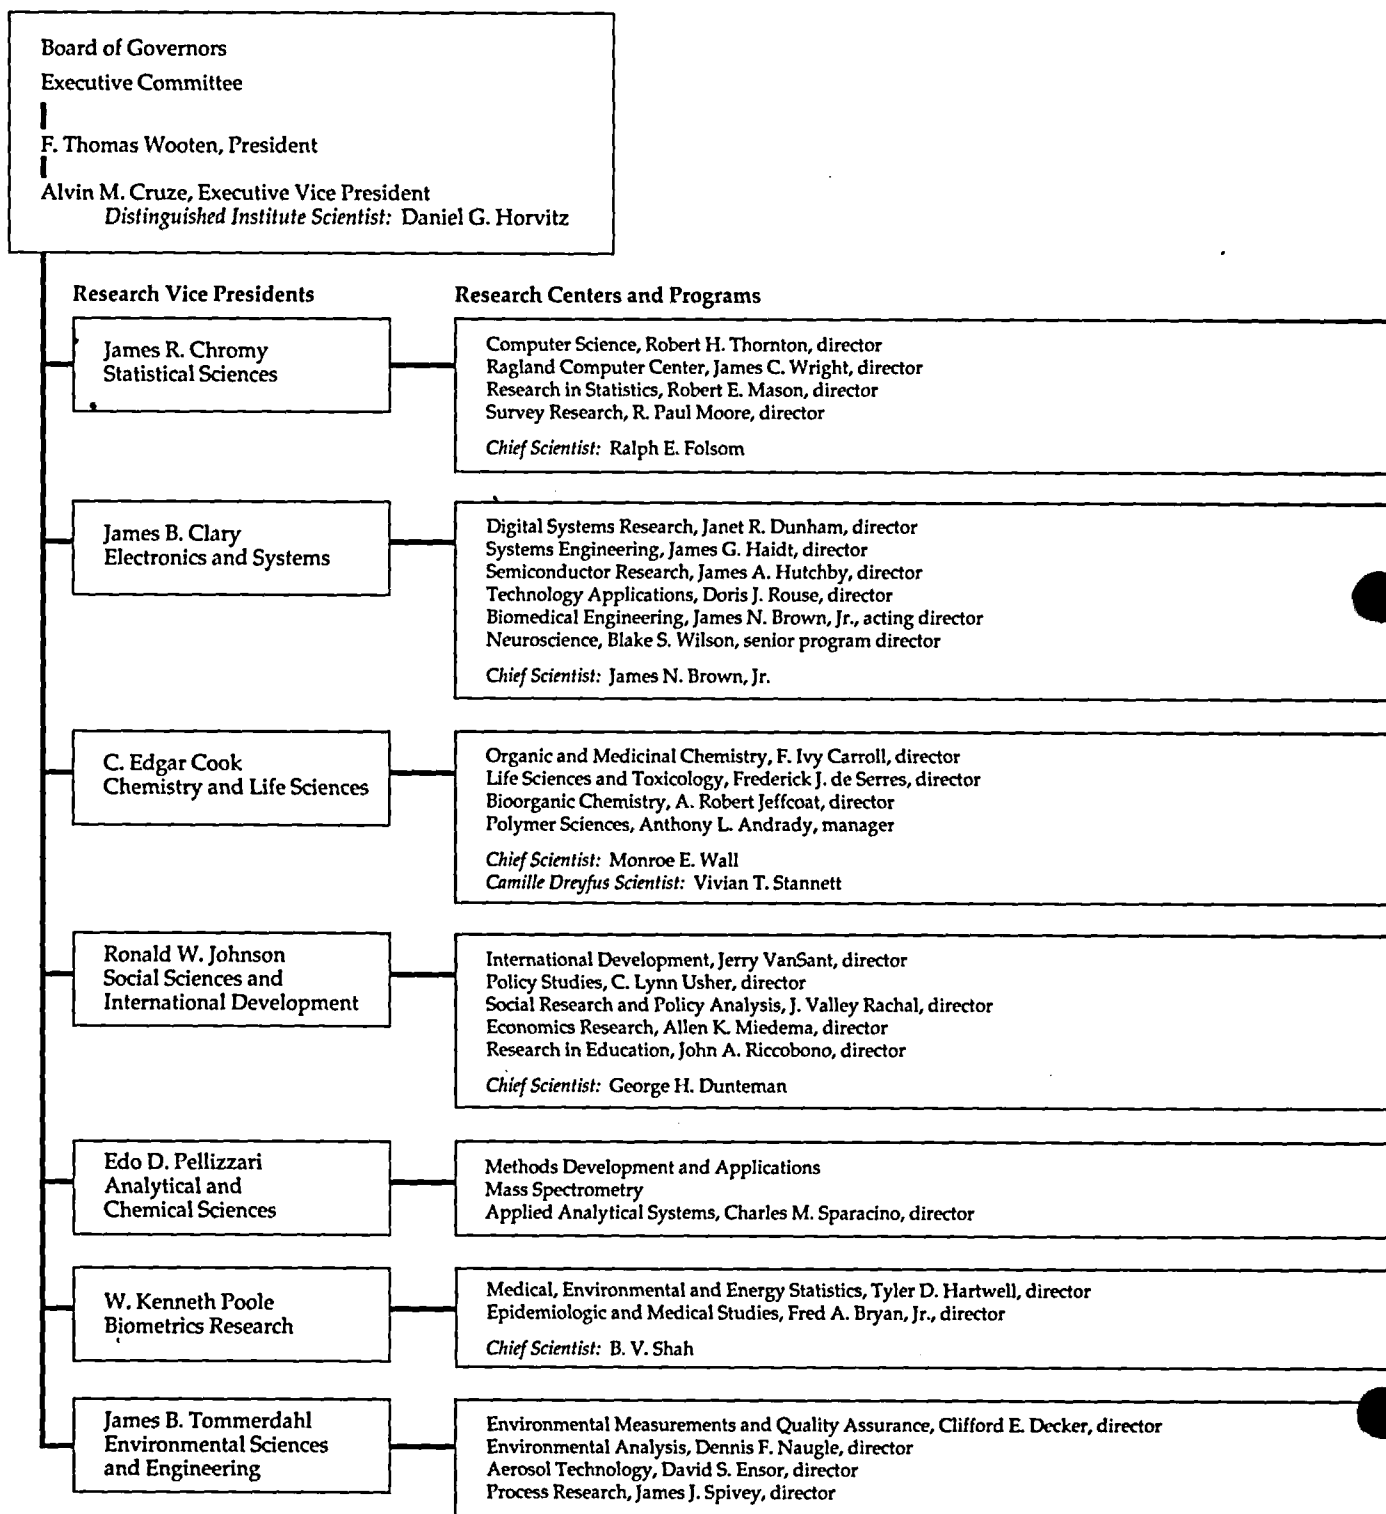 Board of Governors
Executive Committee
F. Thomas Wooten, President
Alvin M. Cruze, Executive Vice President
Distinguished Institute Scientist: Daniel G. Horvitz
Research Vice Presidents
Research Centers and Programs
James R. Chromy
Statistical Sciences
Computer Science, Robert H. Thornton, director
Ragland Computer Center, James C. Wright, director
Research in Statistics, Robert E. Mason, director
Survey Research, R. Paul Moore, director
Chief Scientist: Ralph E. Folsom
James B. Clary
Electronics and Systems
Digital Systems Research, Janet R. Dunham, director
Systems Engineering, James G. Haidt, director
Semiconductor Research, James A. Hutchby, director
Technology Applications, Doris J. Rouse, director
Biomedical Engineering, James N. Brown, Jr., acting director
Neuroscience, Blake S. Wilson, senior program director
Chief Scientist: James N. Brown, Jr.
C. Edgar Cook
Chemistry and Life Sciences
Organic and Medicinal Chemistry, F. Ivy Carroll, director
Life Sciences and Toxicology, Frederick J. de Serres, director
Bioorganic Chemistry, A. Robert Jeffcoat, director
Polymer Sciences, Anthony L. Andrady, manager
Chief Scientist: Monroe E. Wall
Camille Dreyfus Scientist: Vivian T. Stannett
Ronald W. Johnson
Social Sciences and
International Development
International Development, Jerry VanSant, director
Policy Studies, C. Lynn Usher, director
Social Research and Policy Analysis, J. Valley Rachal, director
Economics Research, Allen K. Miedema, director
Research in Education, John A. Riccobono, director
Chief Scientist: George H. Dunteman
Edo D. Pellizzari
Analytical and
Chemical Sciences
Methods Development and Applications
Mass Spectrometry
Applied Analytical Systems, Charles M. Sparacino, director
W. Kenneth Poole
Biometrics Research
Medical, Environmental and Energy Statistics, Tyler D. Hartwell, director
Epidemiologic and Medical Studies, Fred A. Bryan, Jr., director
Chief Scientist: B. V. Shah
James B. Tommerdahl
Environmental Sciences
and Engineering
Environmental Measurements and Quality Assurance, Clifford E. Decker, director
Environmental Analysis, Dennis F. Naugle, director
Aerosol Technology, David S. Ensor, director
Process Research, James J. Spivey, director